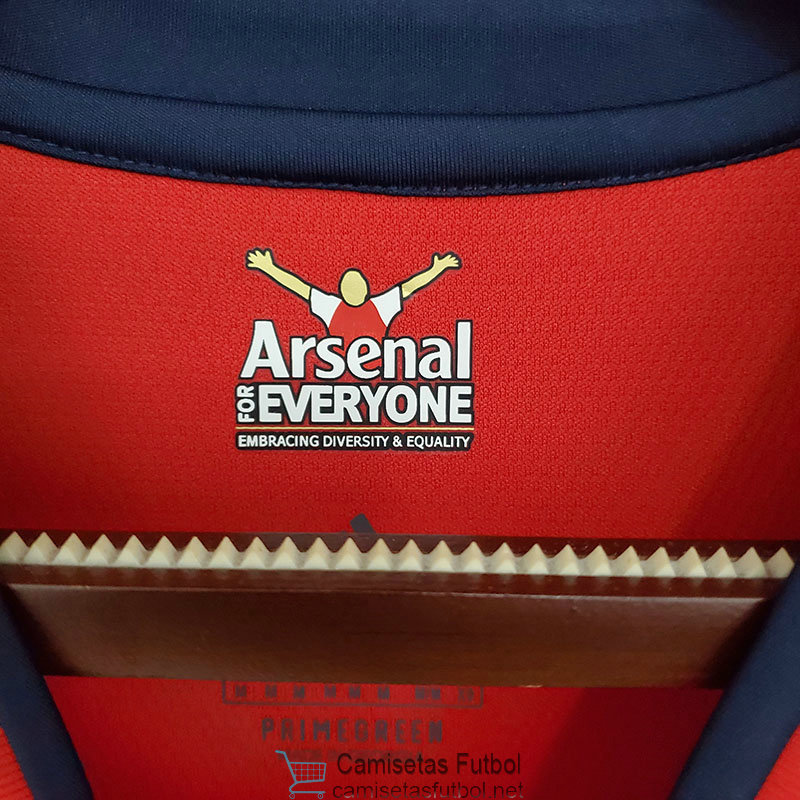 Arsenal
FOR EVERYONE
EMBRACING DIVERSITY & EQUALITY
PRIMEGREEN
Camisetas Futbol
camisetasfutbol.net